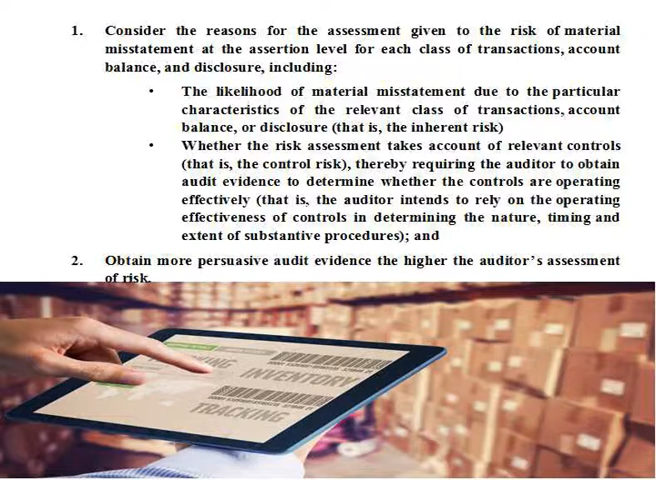 1. Consider the reasons for the assessment given to the risk of material
misstatement at the assertion level for each class of transactions, account
balance, and disclosure, including:
• The likelihood of material misstatement due to the particular
characteristics of the relevant class of transactions, account
balance, or disclosure (that is, the inherent risk)
• Whether the risk assessment takes account of relevant controls
(that is, the control risk), thereby requiring the auditor to obtain
audit evidence to determine whether the controls are operating
effectively (that is, the auditor intends to rely on the operating
effectiveness of controls in determining the nature, timing and
extent of substantive procedures); and
2. Obtain more persuasive audit evidence the higher the auditor's assessment
of risk.
INVENTORY
TRACKING